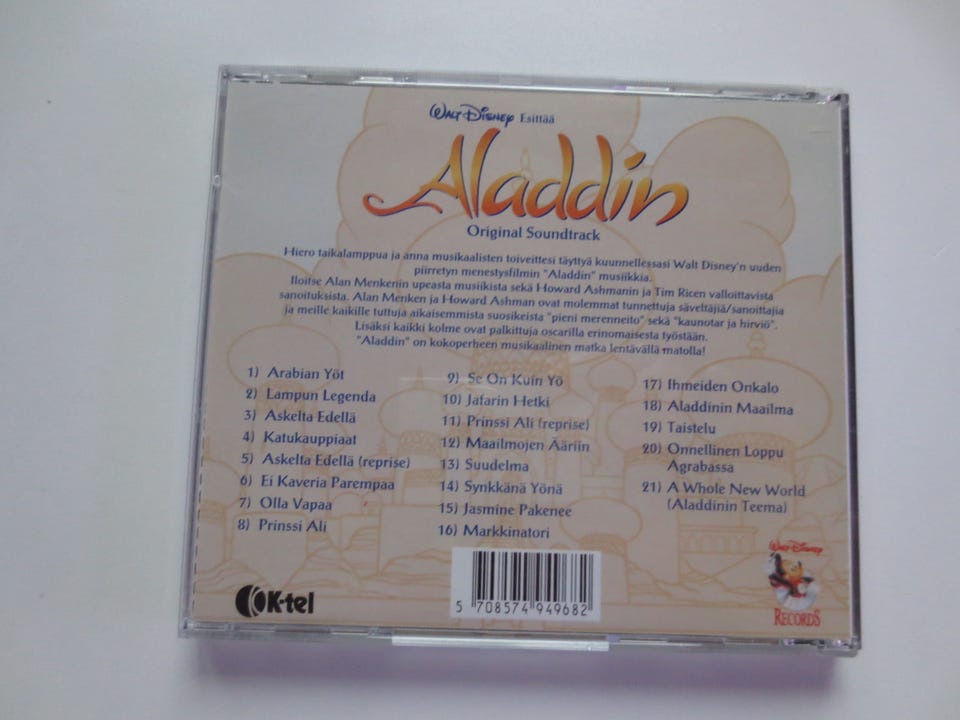 Walt Disney Esittää
Aladdin
Original Soundtrack
Hiero taikalamppua ja anna musikaalisten toiveittesi täyttyä kuunnellessasi Walt Disney'n uuden
piirretyn menestysfilmin "Aladdin" musiikkia.
Iloitse Alan Menkenin upeasta musiikista sekä Howard Ashmanin ja Tim Ricen valloittavista
sanoituksista. Alan Menken ja Howard Ashman ovat molemmat tunnettuja säveltäjiä/sanoittajia
ja meille kaikille tuttuja aikaisemmista suosikeista "pieni merenneito" sekä "kaunotar ja hirviö".
Lisäksi kaikki kolme ovat palkittuja oscarilla erinomaisesta työstään.
"Aladdin" on kokoperheen musikaalinen matka lentävällä matolla!
1) Arabian Yöt
2) Lampun Legenda
3) Askelta Edellä
4) Katukauppiaat
5) Askelta Edellä (reprise)
6) Ei Kaveria Parempaa
7) Olla Vapaa
8) Prinssi Ali
9) Se On Kuin Yö
10) Jafarin Hetki
11) Prinssi Ali (reprise)
12) Maailmojen Ääriin
13) Suudelma
14) Synkkänä Yönä
15) Jasmine Pakenee
16) Markkinatori
17) Ihmeiden Onkalo
18) Aladdinin Maailma
19) Taistelu
20) Onnellinen Loppu
Agrabassa
21) A Whole New World
(Aladdinin Teema)
K-tel
5 708574 949682
Walt Disney
RECORDS